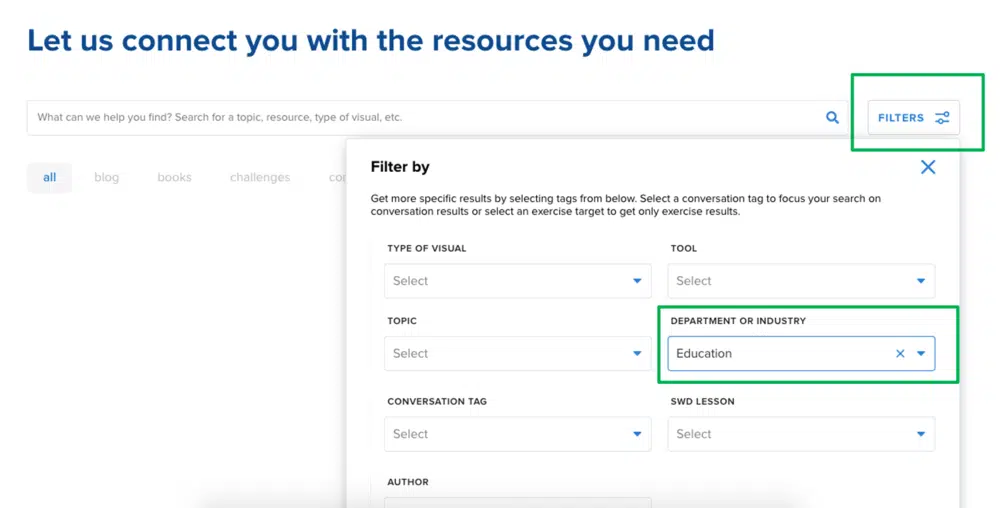 Let us connect you with the resources you need
What can we help you find? Search for a topic, resource, type of visual, etc.
FILTERS
all blog books challenges
Filter by
Get more specific results by selecting tags from below. Select a conversation tag to focus your search on
conversation results or select an exercise target to get only exercise results.
TYPE OF VISUAL TOOL
Select Select
TOPIC DEPARTMENT OR INDUSTRY
Select Education
CONVERSATION TAG SWD LESSON
Select Select
AUTHOR